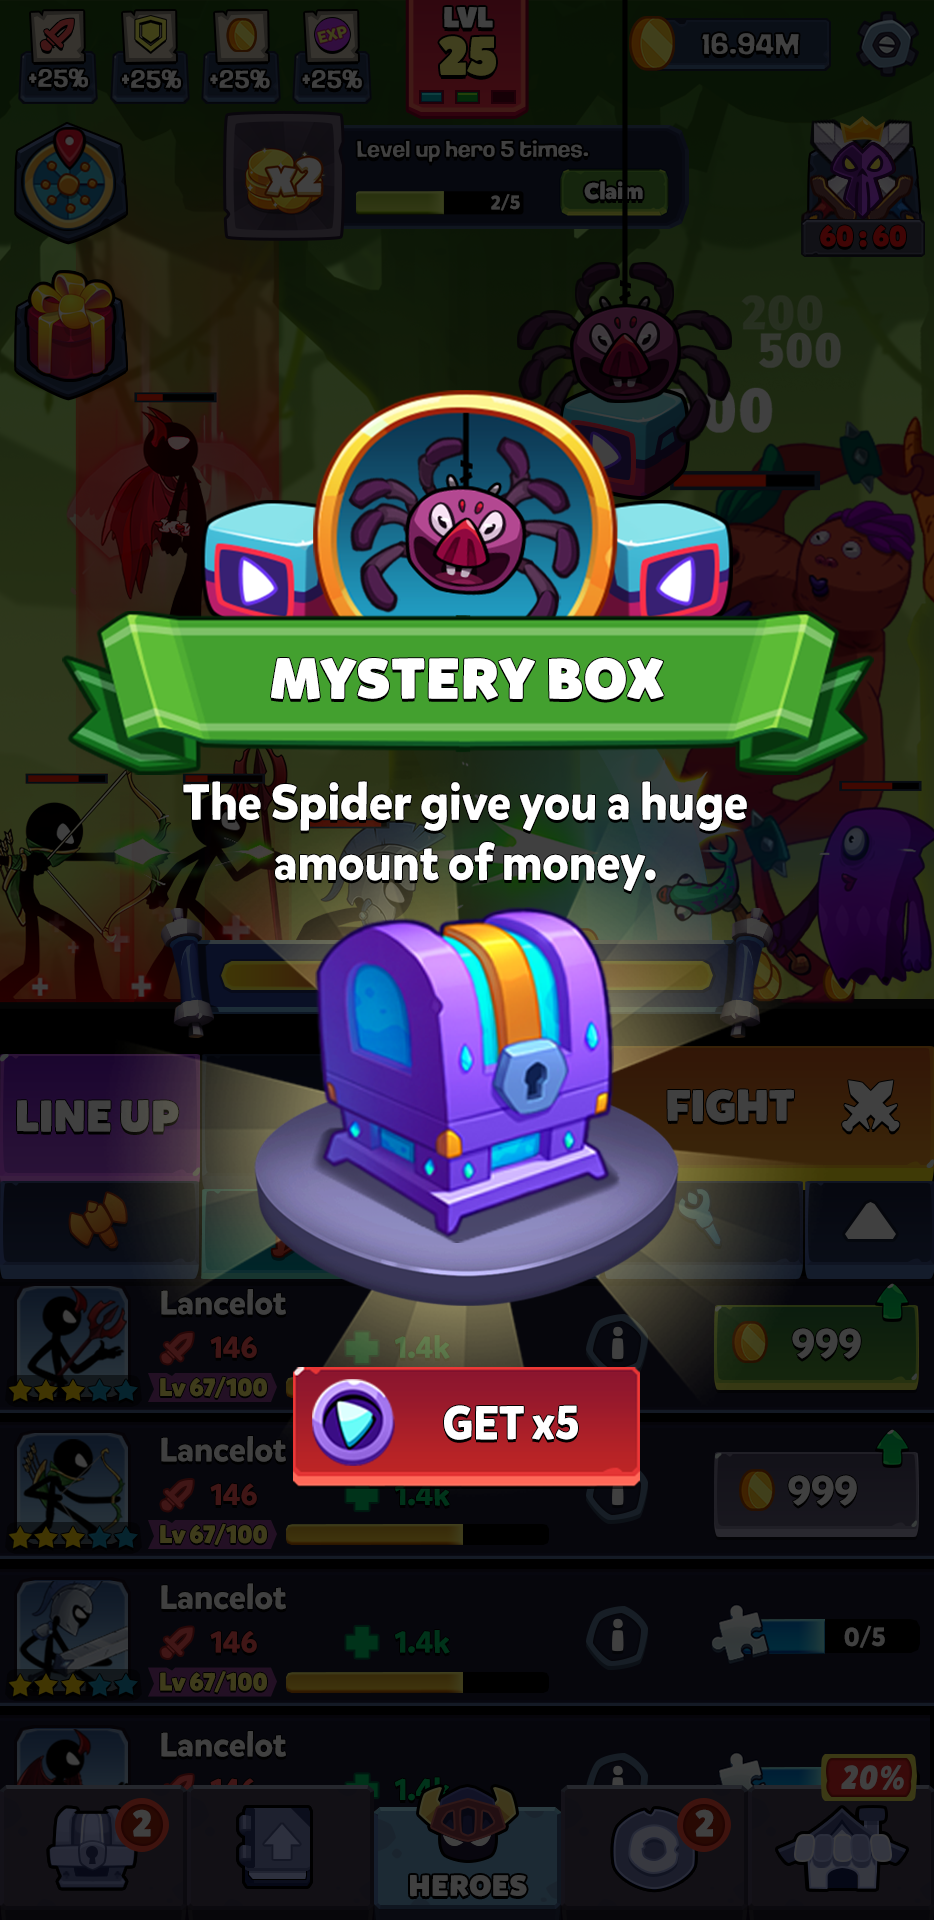 +25%
+25%
+25%
EXP
+25%
LVL
25
16.94M
x2
Level up hero 5 times.
2/5
Claim
60:60
200
500
00
MYSTERY BOX
The Spider give you a huge
amount of money.
LINE UP
FIGHT
Lancelot
146
1.4k
Lv 67/100
999
GET x5
Lancelot
146
1.4k
Lv 67/100
999
Lancelot
146
1.4k
Lv 67/100
0/5
Lancelot
20%
2
HEROES
2